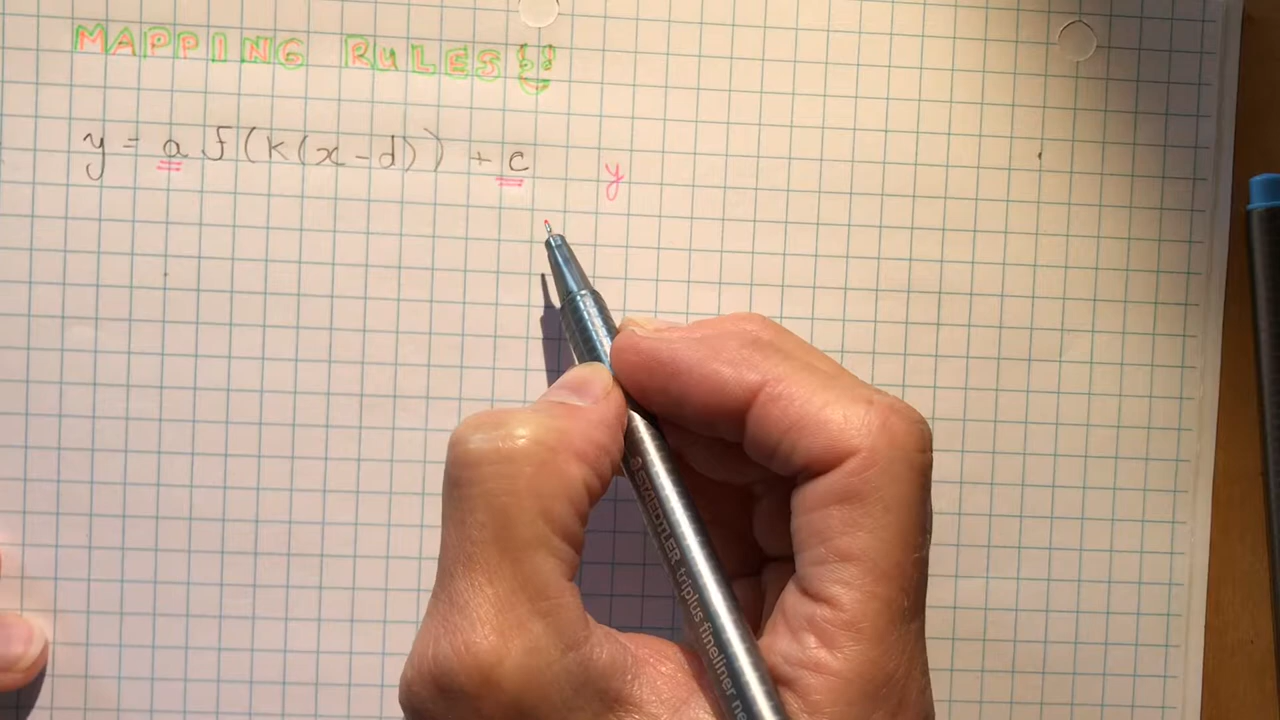 MAPPING RULES
y = a f(k(x-d)) + c y
STAEDTLER triplus fineliner